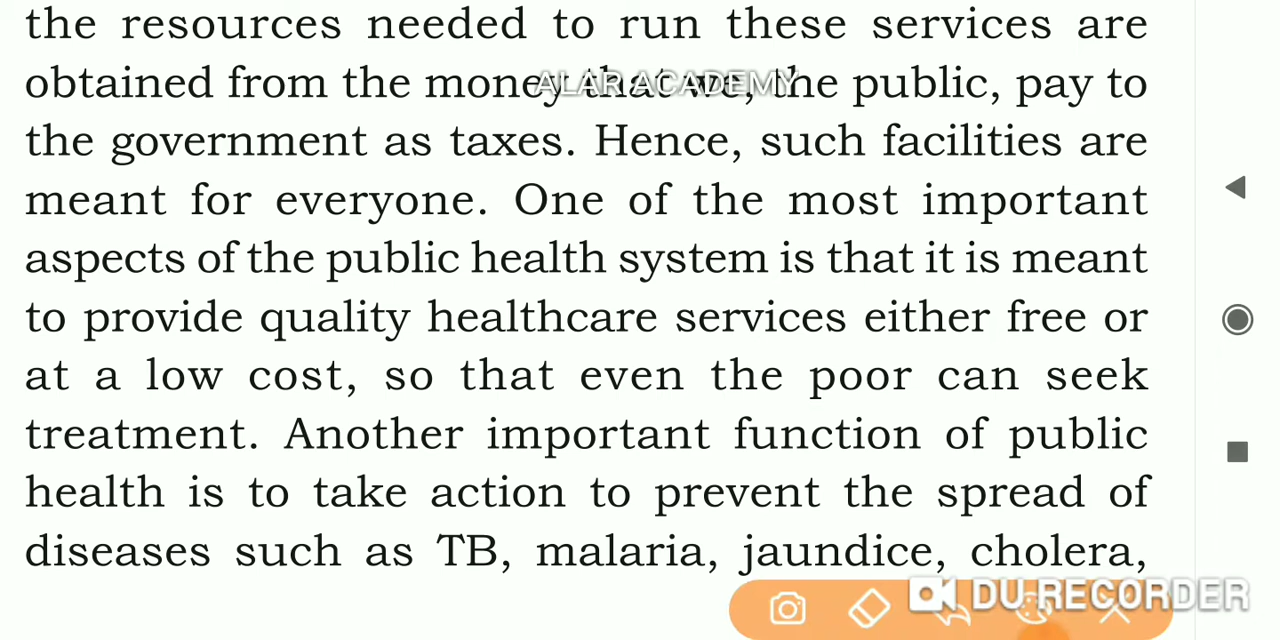 the resources needed to run these services are
obtained from the money that we, the public, pay to
ALAR ACADEMY
the government as taxes. Hence, such facilities are
meant for everyone. One of the most important
aspects of the public health system is that it is meant
to provide quality healthcare services either free or
at a low cost, so that even the poor can seek
treatment. Another important function of public
health is to take action to prevent the spread of
diseases such as TB, malaria, jaundice, cholera,
DU RECORDER